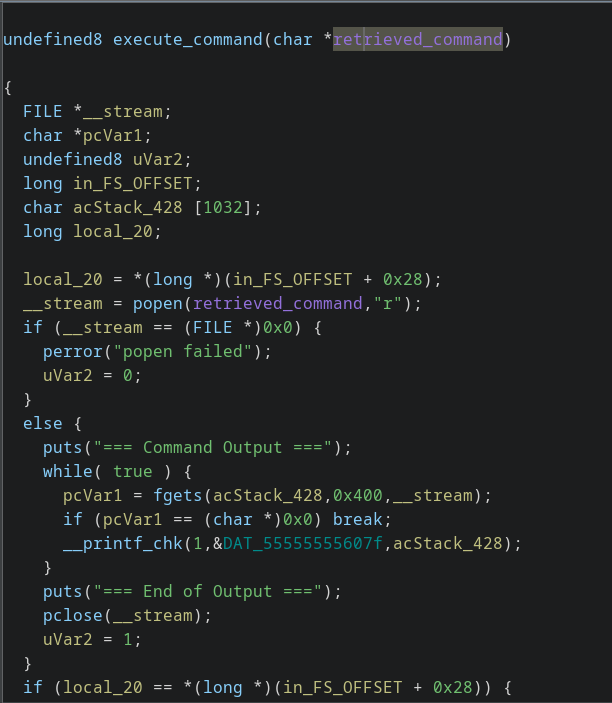 undefined8 execute_command(char *retrieved_command)
{
FILE *__stream;
char *pcVar1;
undefined8 uVar2;
long in_FS_OFFSET;
char acStack_428 [1032];
long local_20;
local_20 = *(long *)(in_FS_OFFSET + 0x28);
__stream = popen(retrieved_command,"r");
if (__stream == (FILE *)0x0) {
perror("popen failed");
uVar2 = 0;
}
else {
puts("=== Command Output ===");
while( true ) {
pcVar1 = fgets(acStack_428,0x400,__stream);
if (pcVar1 == (char *)0x0) break;
__printf_chk(1,&DAT_55555555607f,acStack_428);
}
puts("=== End of Output ===");
pclose(__stream);
uVar2 = 1;
}
if (local_20 == *(long *)(in_FS_OFFSET + 0x28)) {